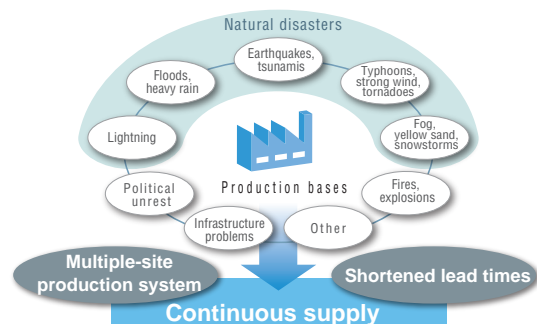 Natural disasters
Earthquakes,
tsunamis
Floods,
heavy rain
Typhoons,
strong wind,
tornadoes
Lightning
Fog,
yellow sand,
snowstorms
Political
unrest
Production bases
Fires,
explosions
Infrastructure
problems
Other
Multiple-site
production system
Shortened lead times
Continuous supply